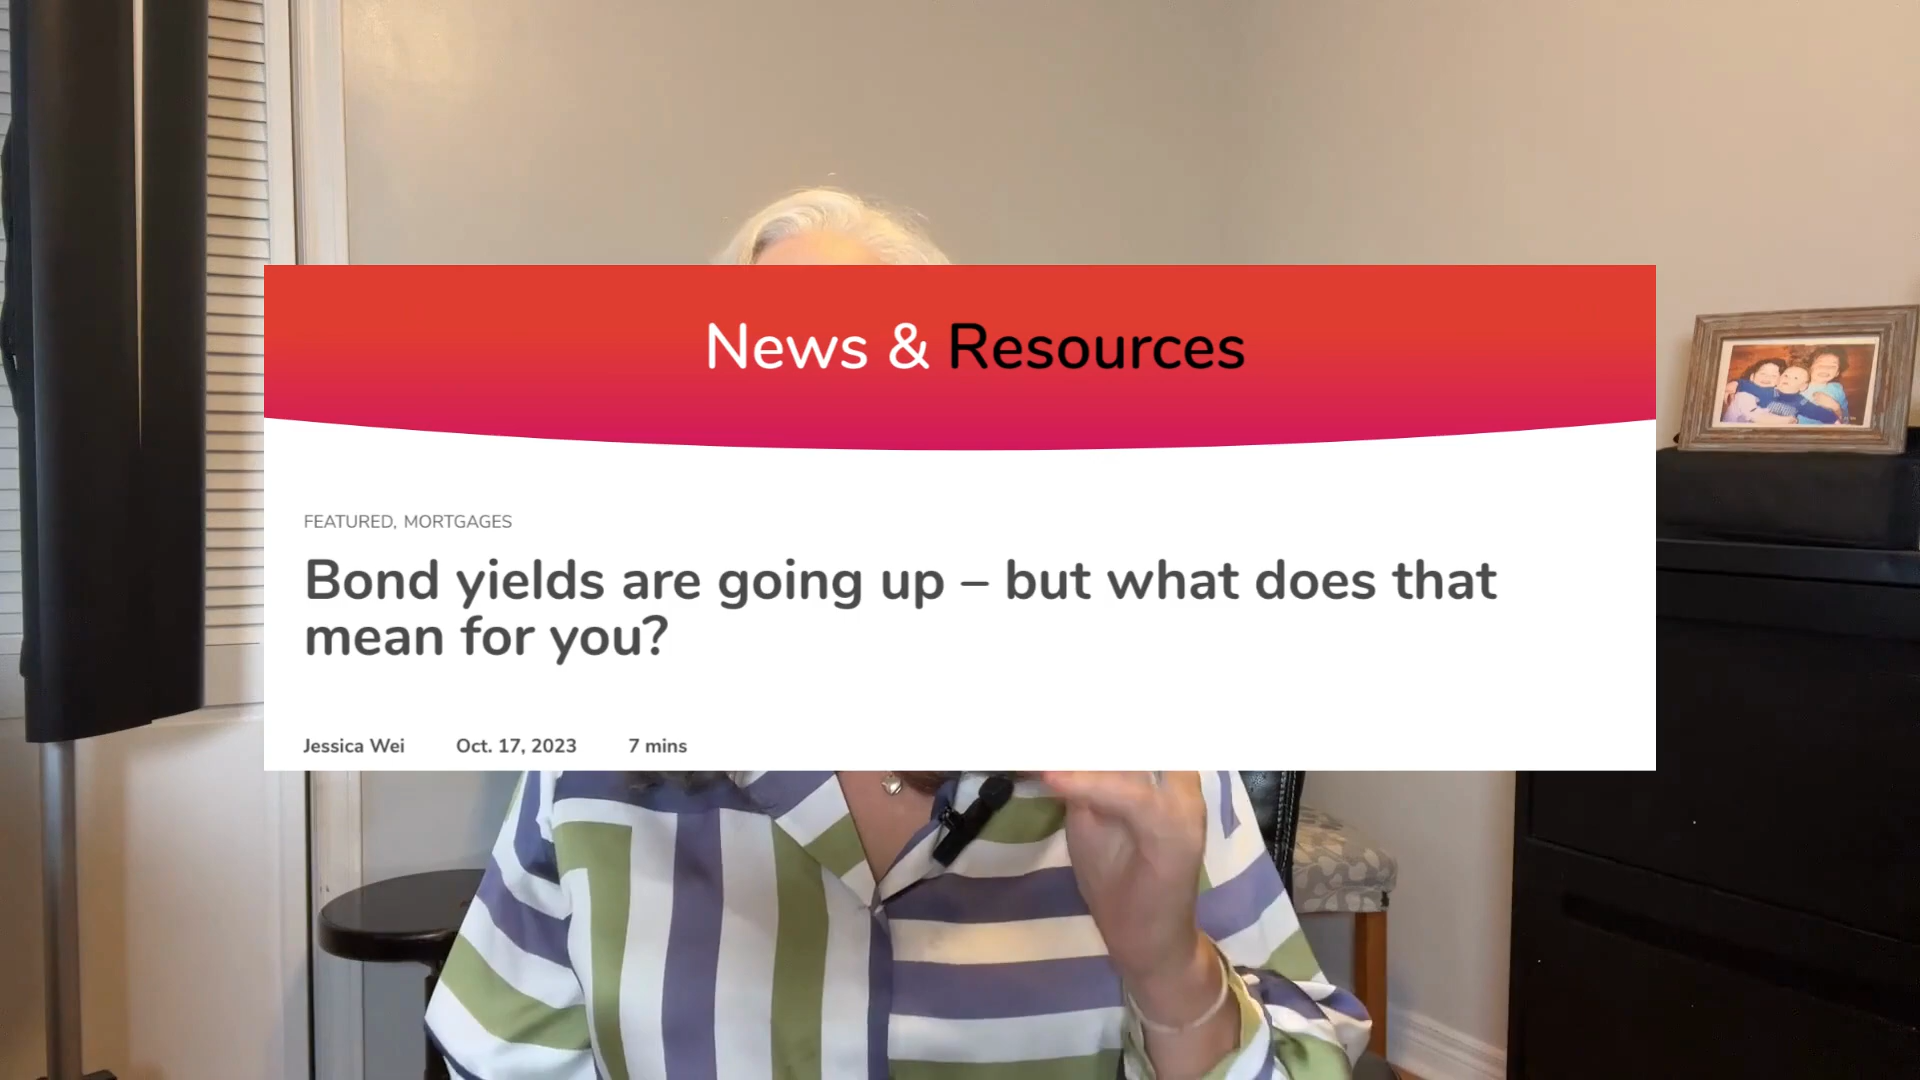 News & Resources
FEATURED, MORTGAGES
Bond yields are going up – but what does that
mean for you?
Jessica Wei Oct. 17, 2023 7 mins